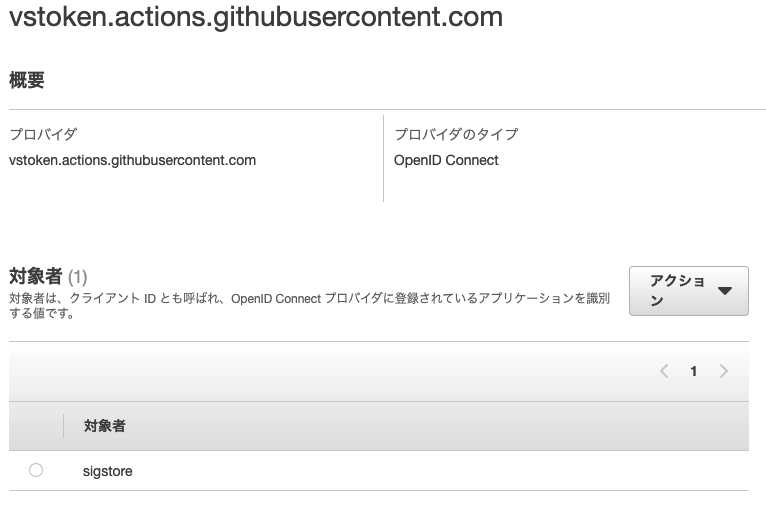 vstoken.actions.githubusercontent.com
概要
プロバイダ
vstoken.actions.githubusercontent.com
プロバイダのタイプ
OpenID Connect
対象者 (1)
対象者は、クライアント ID とも呼ばれ、OpenID Connect プロバイダに登録されているアプリケーションを識別
する値です。
アクショ
ン
1
対象者
sigstore